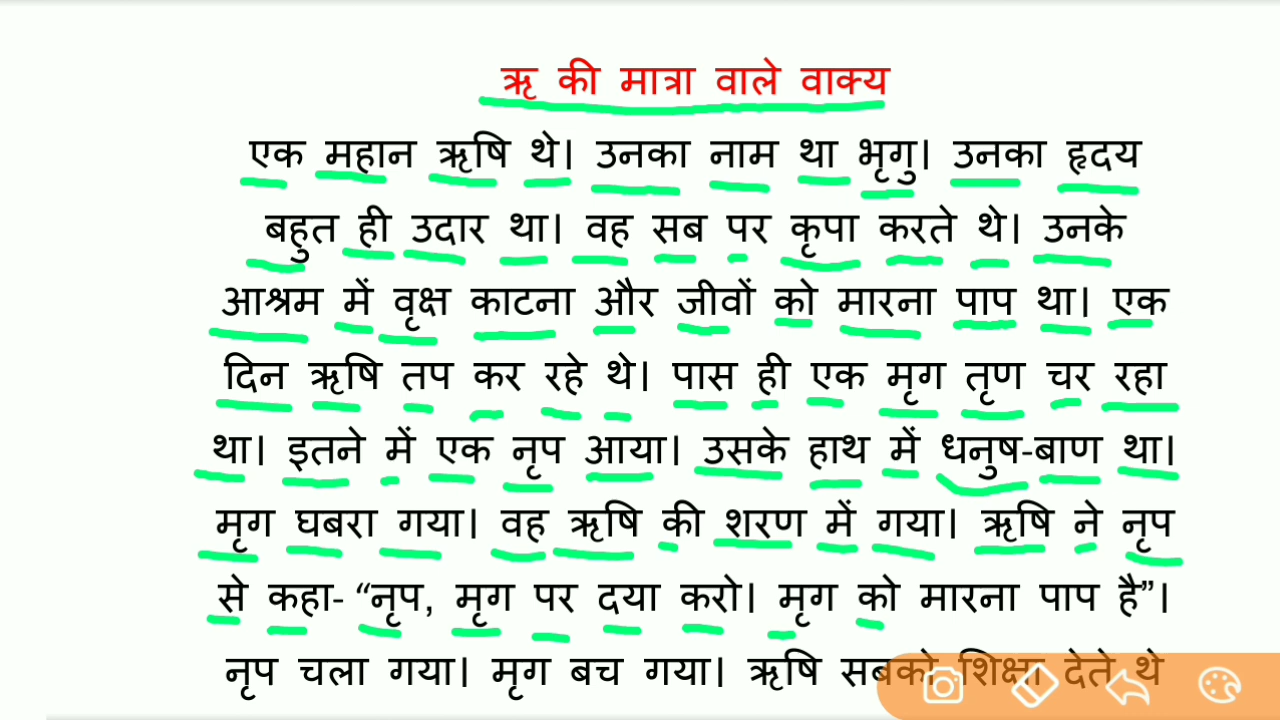 ऋ की मात्रा वाले वाक्य
एक महान ऋषि थे। उनका नाम था भृगु। उनका हृदय
बहुत ही उदार था। वह सब पर कृपा करते थे। उनके
आश्रम में वृक्ष काटना और जीवों को मारना पाप था। एक
दिन ऋषि तप कर रहे थे। पास ही एक मृग तृण चर रहा
था। इतने में एक नृप आया। उसके हाथ में धनुष-बाण था।
मृग घबरा गया। वह ऋषि की शरण में गया। ऋषि ने नृप
से कहा- “नृप, मृग पर दया करो। मृग को मारना पाप है”।
नृप चला गया। मृग बच गया। ऋषि सबको शिक्षा देते थे